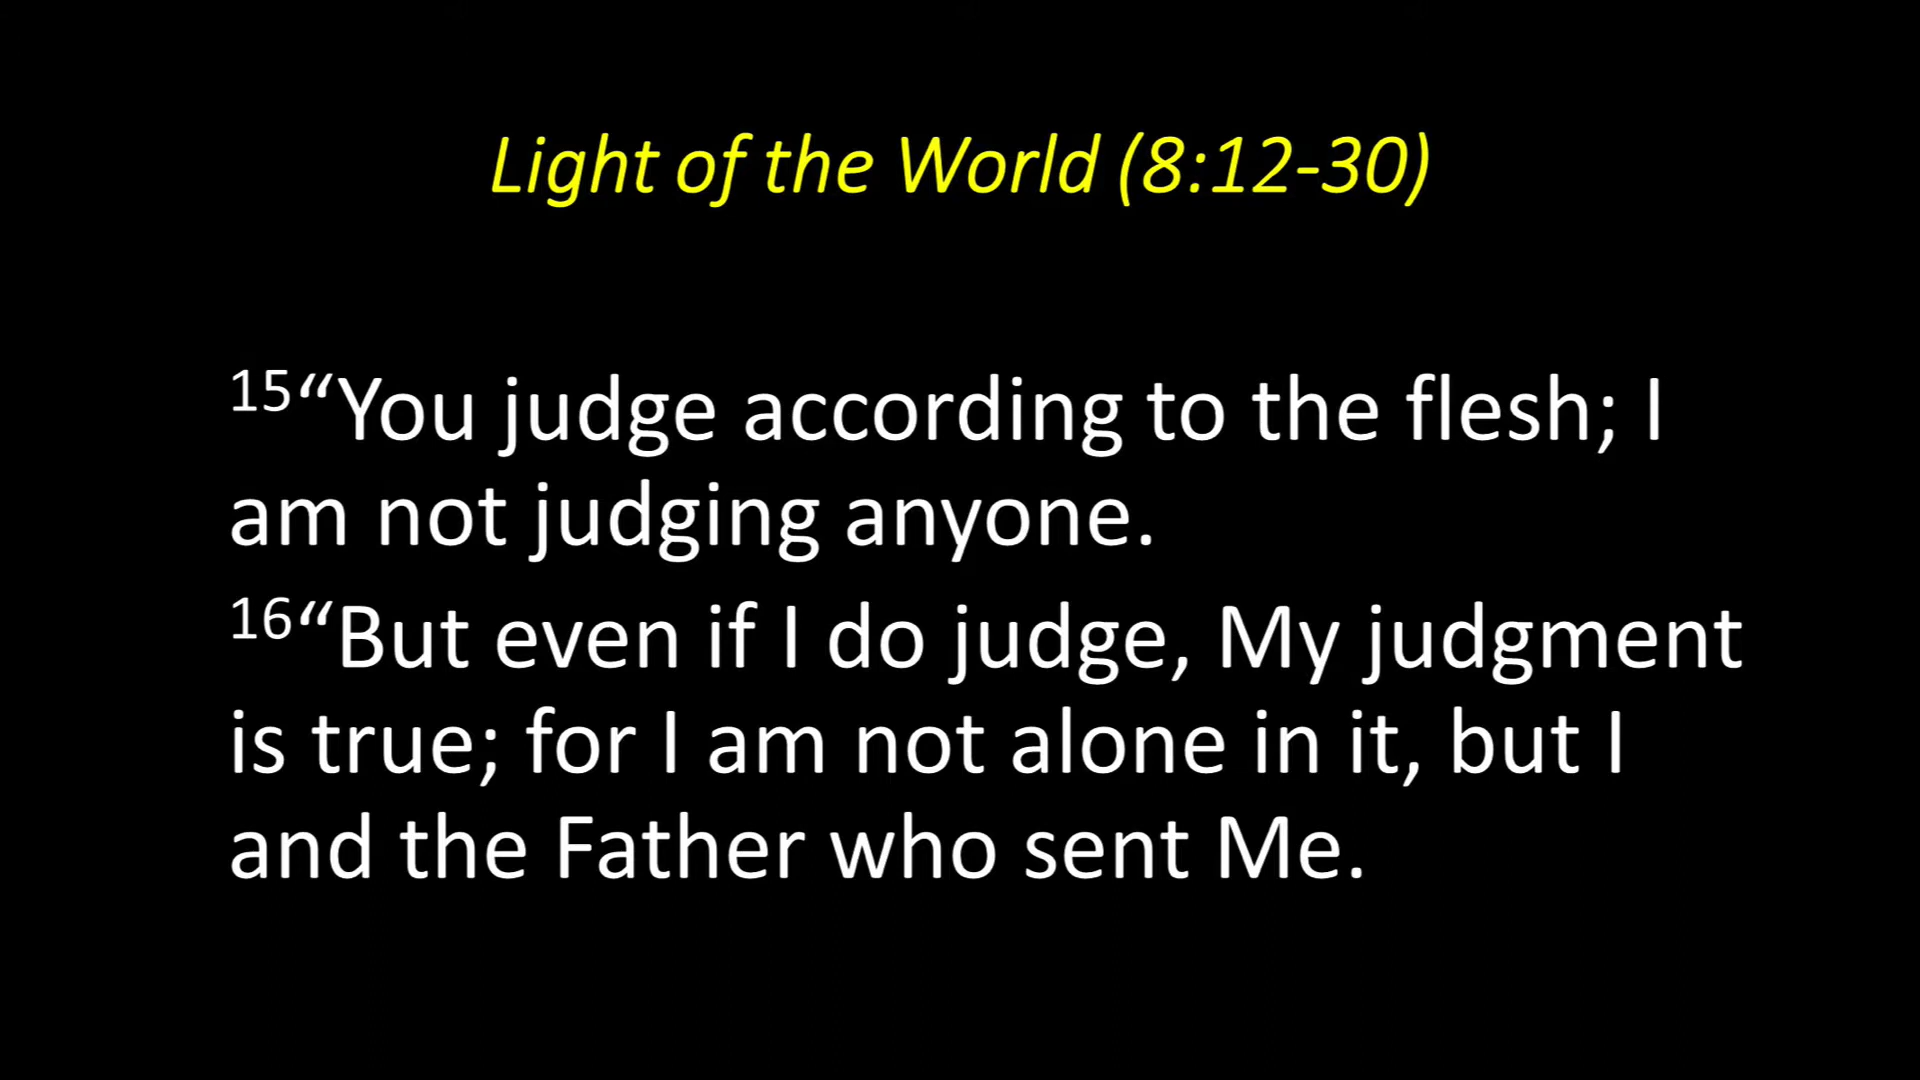 Light of the World (8:12-30)
15“You judge according to the flesh; I
am not judging anyone.
16“But even if I do judge, My judgment
is true; for I am not alone in it, but I
and the Father who sent Me.